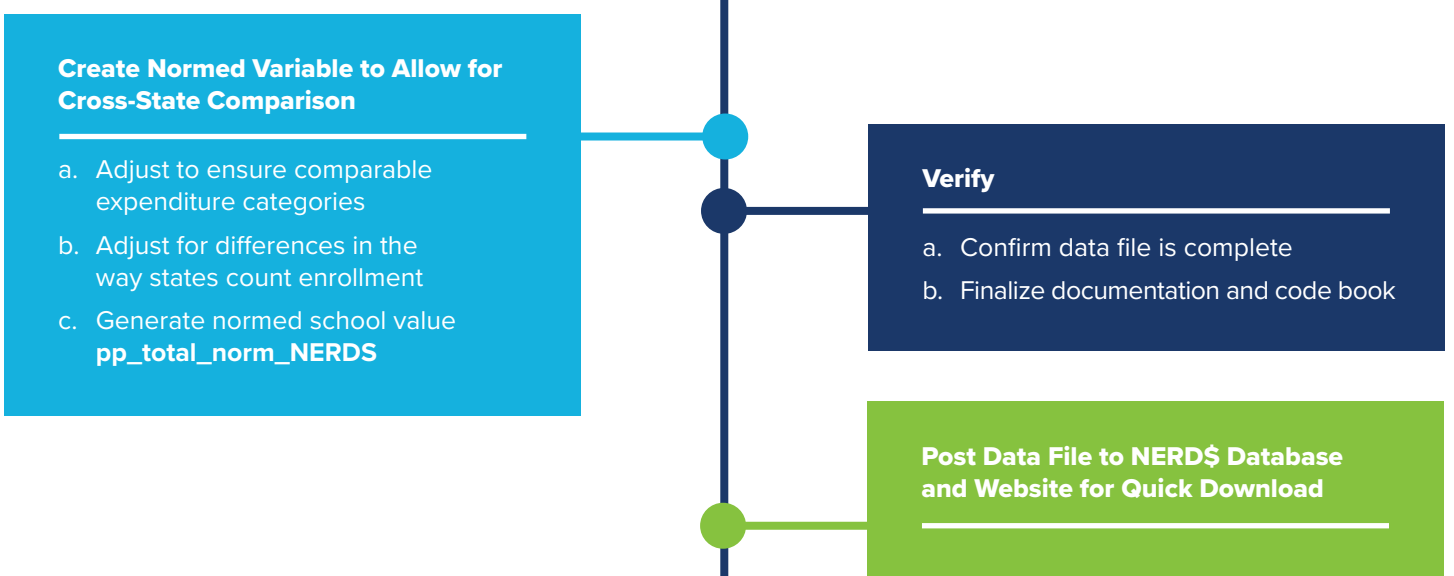 Create Normed Variable to Allow for
Cross-State Comparison
a. Adjust to ensure comparable
expenditure categories
b. Adjust for differences in the
way states count enrollment
c. Generate normed school value
pp_total_norm_NERDS
Verify
a. Confirm data file is complete
b. Finalize documentation and code book
Post Data File to NERD$ Database
and Website for Quick Download